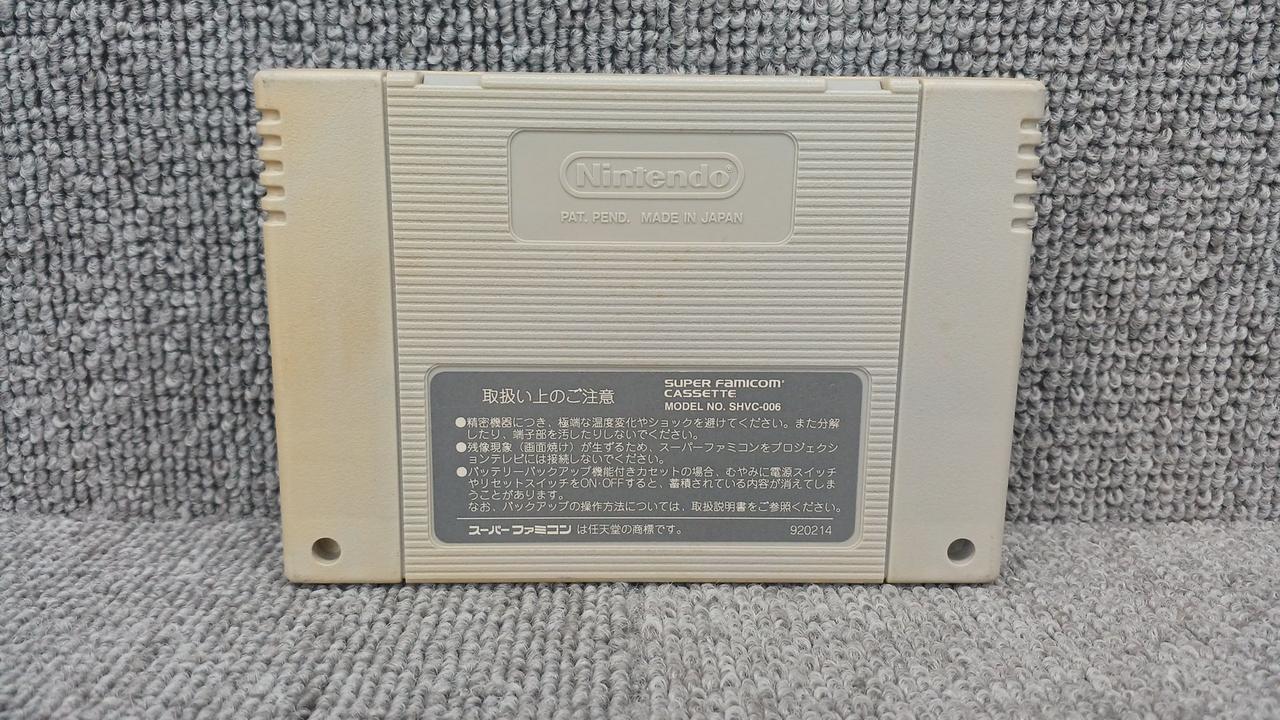 Nintendo®
PAT. PEND. MADE IN JAPAN
取扱い上のご注意
SUPER FAMICOM
CASSETTE
MODEL NO. SHVC-006
●精密機器につき、極端な温度変化やショックを避けてください。また分解
したり、端子部を汚したりしないでください。
●残像現象（画面焼け）が生ずるため、スーパーファミコンをプロジェクシ
ョンテレビには接続しないでください。
●バッテリーバックアップ機能付きカセットの場合、むやみに電源スイッチ
やリセットスイッチをON・OFFすると、蓄積されている内容が消えてしま
うことがあります。
なお、バックアップの操作方法については、取扱説明書をご参照ください。
スーパーファミコン は任天堂の商標です。
920214